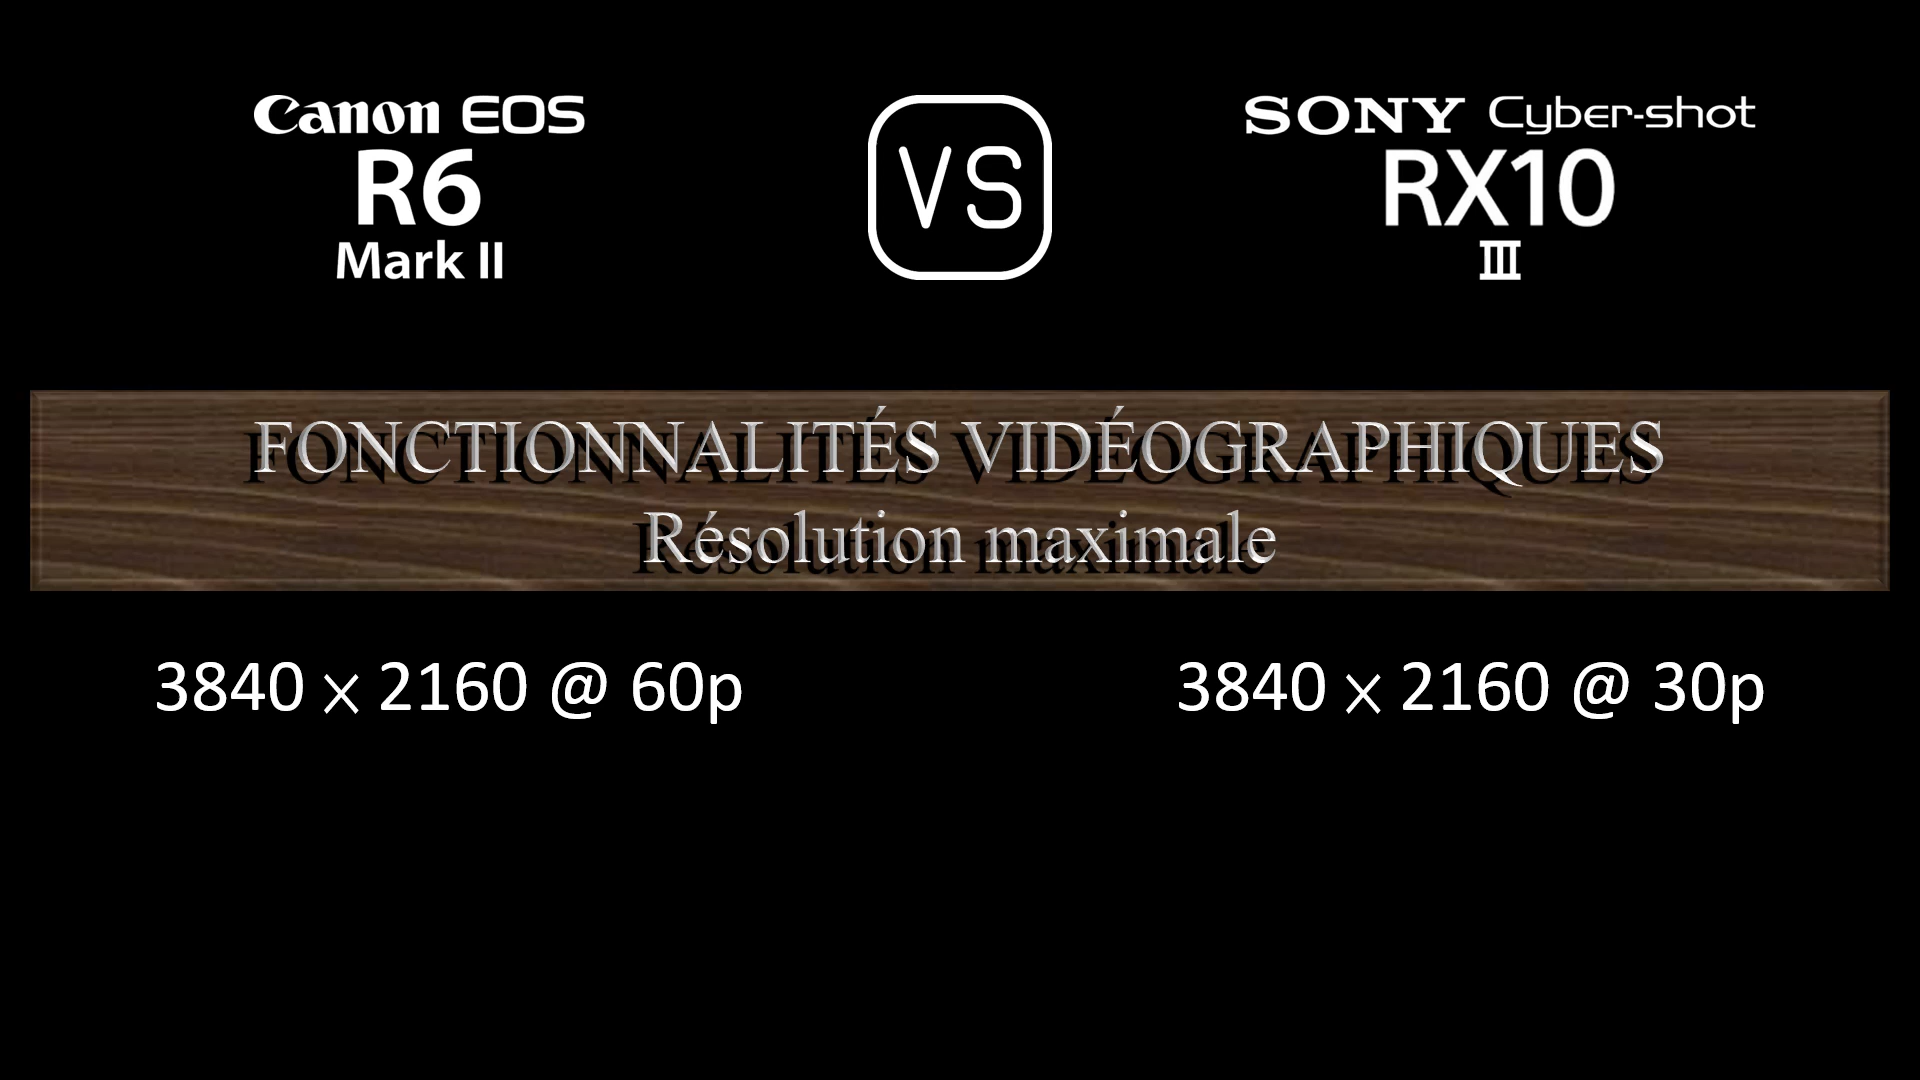 Canon EOS
R6
Mark II
VS
SONY Cyber-shot
RX10
III
FONCTIONNALITÉS VIDÉOGRAPHIQUES
Résolution maximale
3840 x 2160 @ 60p
3840 x 2160 @ 30p